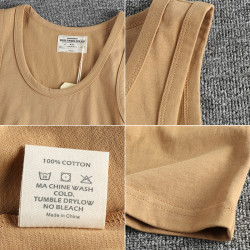 100% COTTON
MA CHINE WASH
COLD.
TUMBLE DRYLOW
NO BLEACH
Made in China